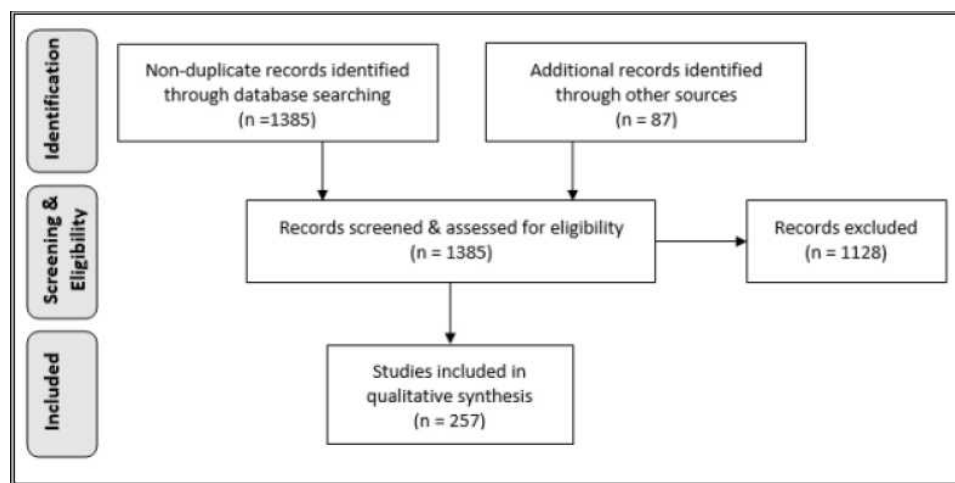 Identification
Non-duplicate records identified
through database searching
(n =1385)
Additional records identified
through other sources
(n = 87)
Screening &
Eligibility
Records screened & assessed for eligibility
(n = 1385)
Records excluded
(n = 1128)
Included
Studies included in
qualitative synthesis
(n = 257)